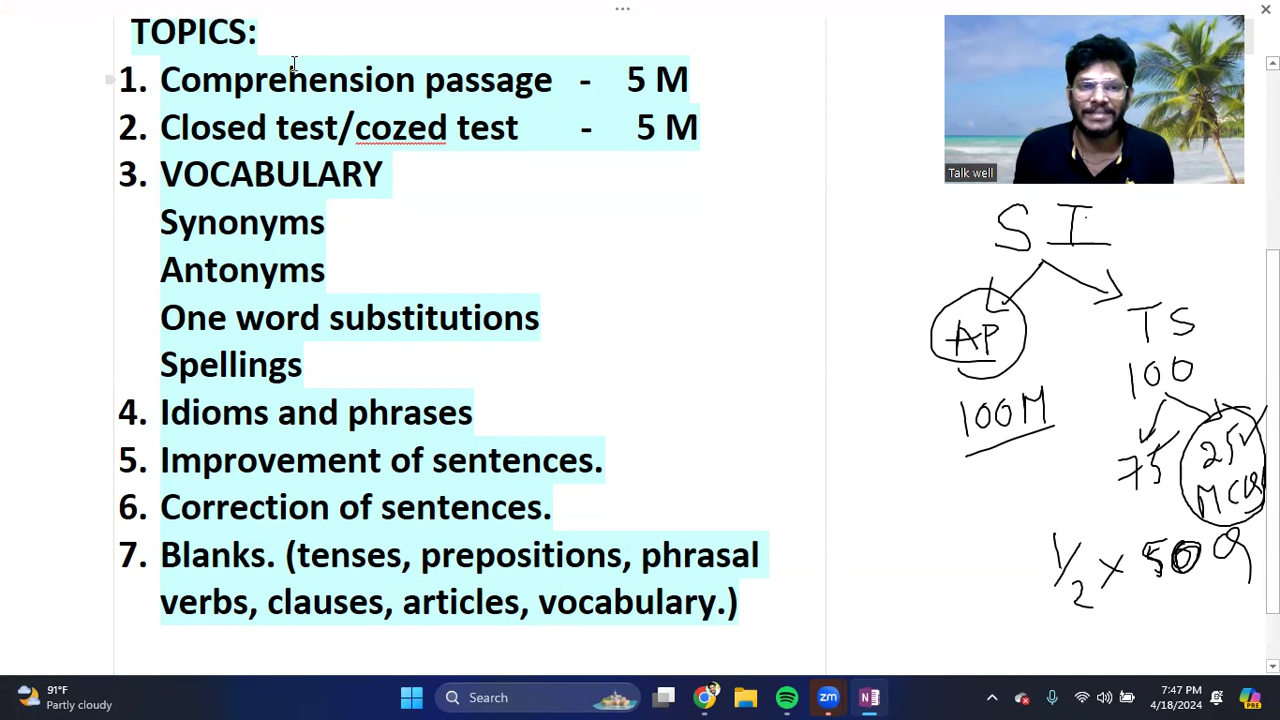 TOPICS:
1. Comprehension passage - 5 M
2. Closed test/cozed test - 5 M
3. VOCABULARY
Synonyms
Antonyms
One word substitutions
Spellings
4. Idioms and phrases
5. Improvement of sentences.
6. Correction of sentences.
7. Blanks. (tenses, prepositions, phrasal
verbs, clauses, articles, vocabulary.)
Talk well
SI
AP
TS
100M
100
75
25
MCQ
1/2 x 50 Q
91°F
Partly cloudy
Search
zm
N
7:47 PM
4/18/2024
PRE